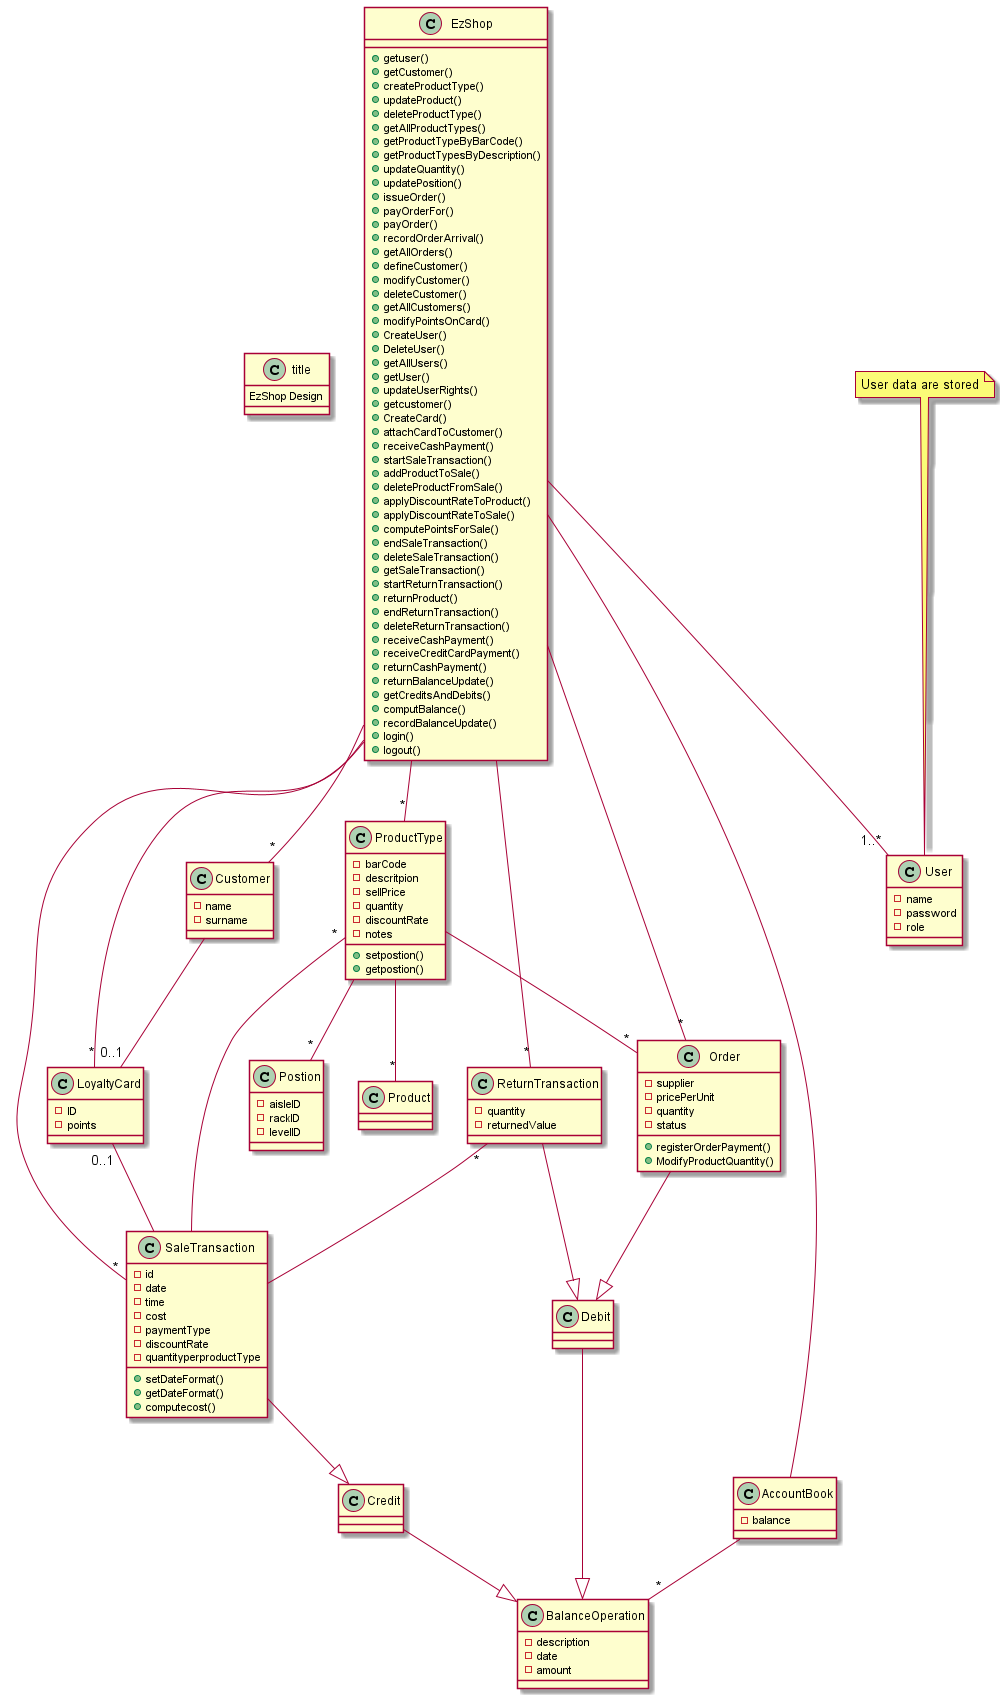 C EzShop
getuser()
getCustomer()
createProductType()
updateProduct()
deleteProductType()
getAllProductTypes()
getProductTypeByBarCode()
getProductTypesByDescription()
updateQuantity()
updatePosition()
issueOrder()
payOrderFor()
payOrder()
recordOrderArrival()
getAllOrders()
defineCustomer()
modifyCustomer()
deleteCustomer()
getAllCustomers()
modifyPointsOnCard()
CreateUser()
DeleteUser()
getAllUsers()
getUser()
updateUserRights()
getcustomer()
CreateCard()
attachCardToCustomer()
receiveCashPayment()
startSaleTransaction()
addProductToSale()
deleteProductFromSale()
applyDiscountRateToProduct()
applyDiscountRateToSale()
computePointsForSale()
endSaleTransaction()
deleteSaleTransaction()
getSaleTransaction()
startReturnTransaction()
returnProduct()
endReturnTransaction()
deleteReturnTransaction()
receiveCashPayment()
receiveCreditCardPayment()
returnCashPayment()
returnBalanceUpdate()
getCreditsAndDebits()
computBalance()
recordBalanceUpdate()
login()
logout()
C title
EzShop Design
User data are stored
*
*
1..*
C Customer
name
surname
C ProductType
barCode
descritpion
sellPrice
quantity
discountRate
notes
setpostion()
getpostion()
C User
name
password
role
*
* 0..1
*
*
*
*
*
C LoyaltyCard
ID
points
C Postion
aisleID
rackID
levelID
C Product
C ReturnTransaction
quantity
returnedValue
C Order
supplier
pricePerUnit
quantity
status
registerOrderPayment()
ModifyProductQuantity()
0..1
*
*
C SaleTransaction
id
date
time
cost
paymentType
discountRate
quantityperproductType
setDateFormat()
getDateFormat()
computecost()
C Debit
C Credit
C AccountBook
balance
*
C BalanceOperation
description
date
amount